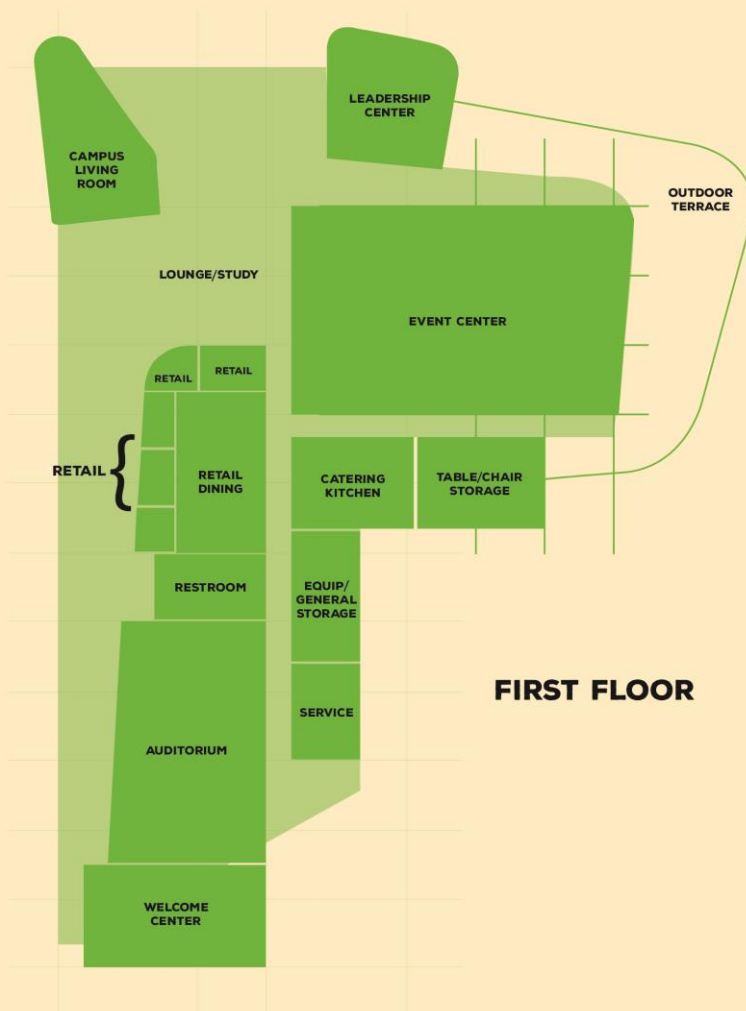 LEADERSHIP
CENTER
CAMPUS
LIVING
ROOM
OUTDOOR
TERRACE
LOUNGE/STUDY
EVENT CENTER
RETAIL
RETAIL
RETAIL
RETAIL
DINING
CATERING
KITCHEN
TABLE/CHAIR
STORAGE
RESTROOM
EQUIP/
GENERAL
STORAGE
FIRST FLOOR
SERVICE
AUDITORIUM
WELCOME
CENTER